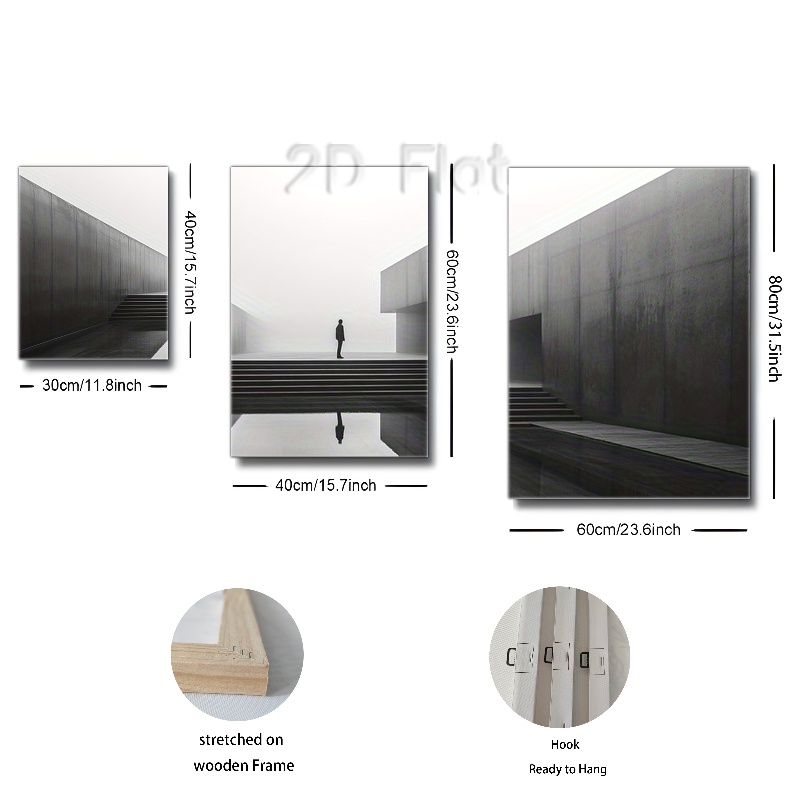 2D Flat
40cm/15.7inch
60cm/23.6inch
80cm/31.5inch
30cm/11.8inch
40cm/15.7inch
60cm/23.6inch
stretched on
wooden Frame
Hook
Ready to Hang